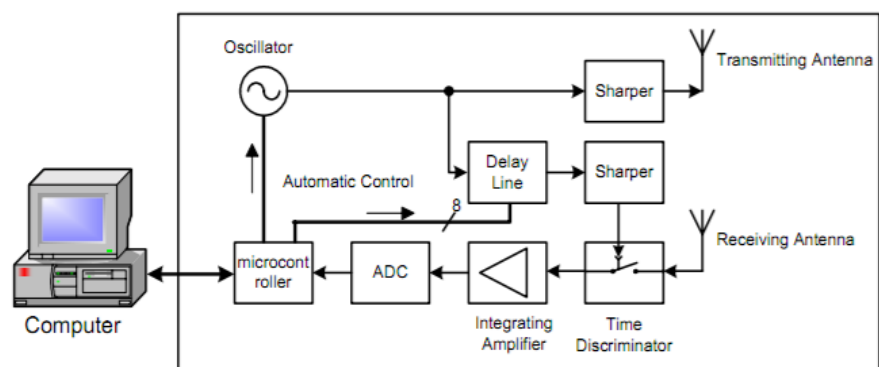 Oscillator
Transmitting Antenna
Sharper
Delay
Line
Sharper
Automatic Control
8
Receiving Antenna
microcont
roller
ADC
Computer
Integrating
Amplifier
Time
Discriminator